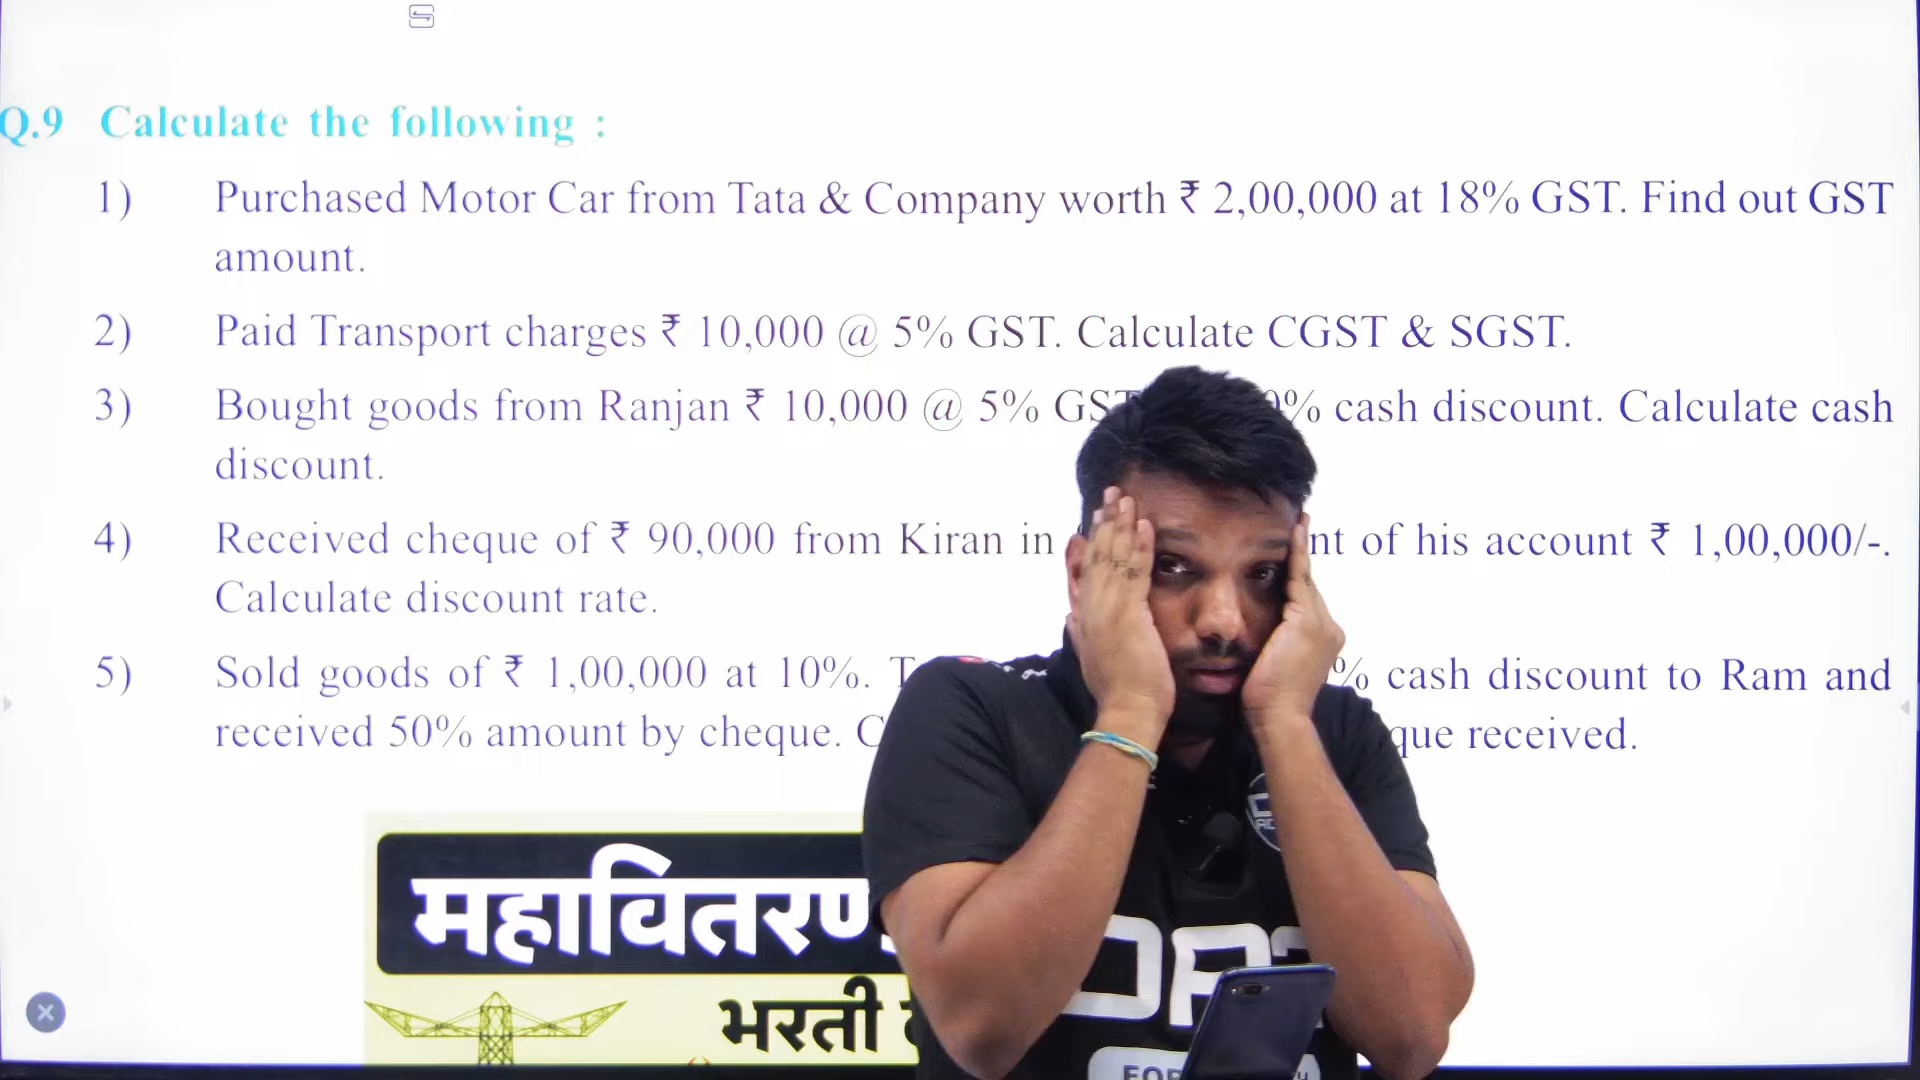 Q.9 Calculate the following :
1) Purchased Motor Car from Tata & Company worth ₹ 2,00,000 at 18% GST. Find out GST
amount.
2) Paid Transport charges ₹ 10,000 @ 5% GST. Calculate CGST & SGST.
3) Bought goods from Ranjan ₹ 10,000 @ 5% GST % cash discount. Calculate cash
discount.
4) Received cheque of ₹ 90,000 from Kiran in of his account ₹ 1,00,000/-.
Calculate discount rate.
5) Sold goods of ₹ 1,00,000 at 10%. % cash discount to Ram and
received 50% amount by cheque. received.
महावितरण
भरती